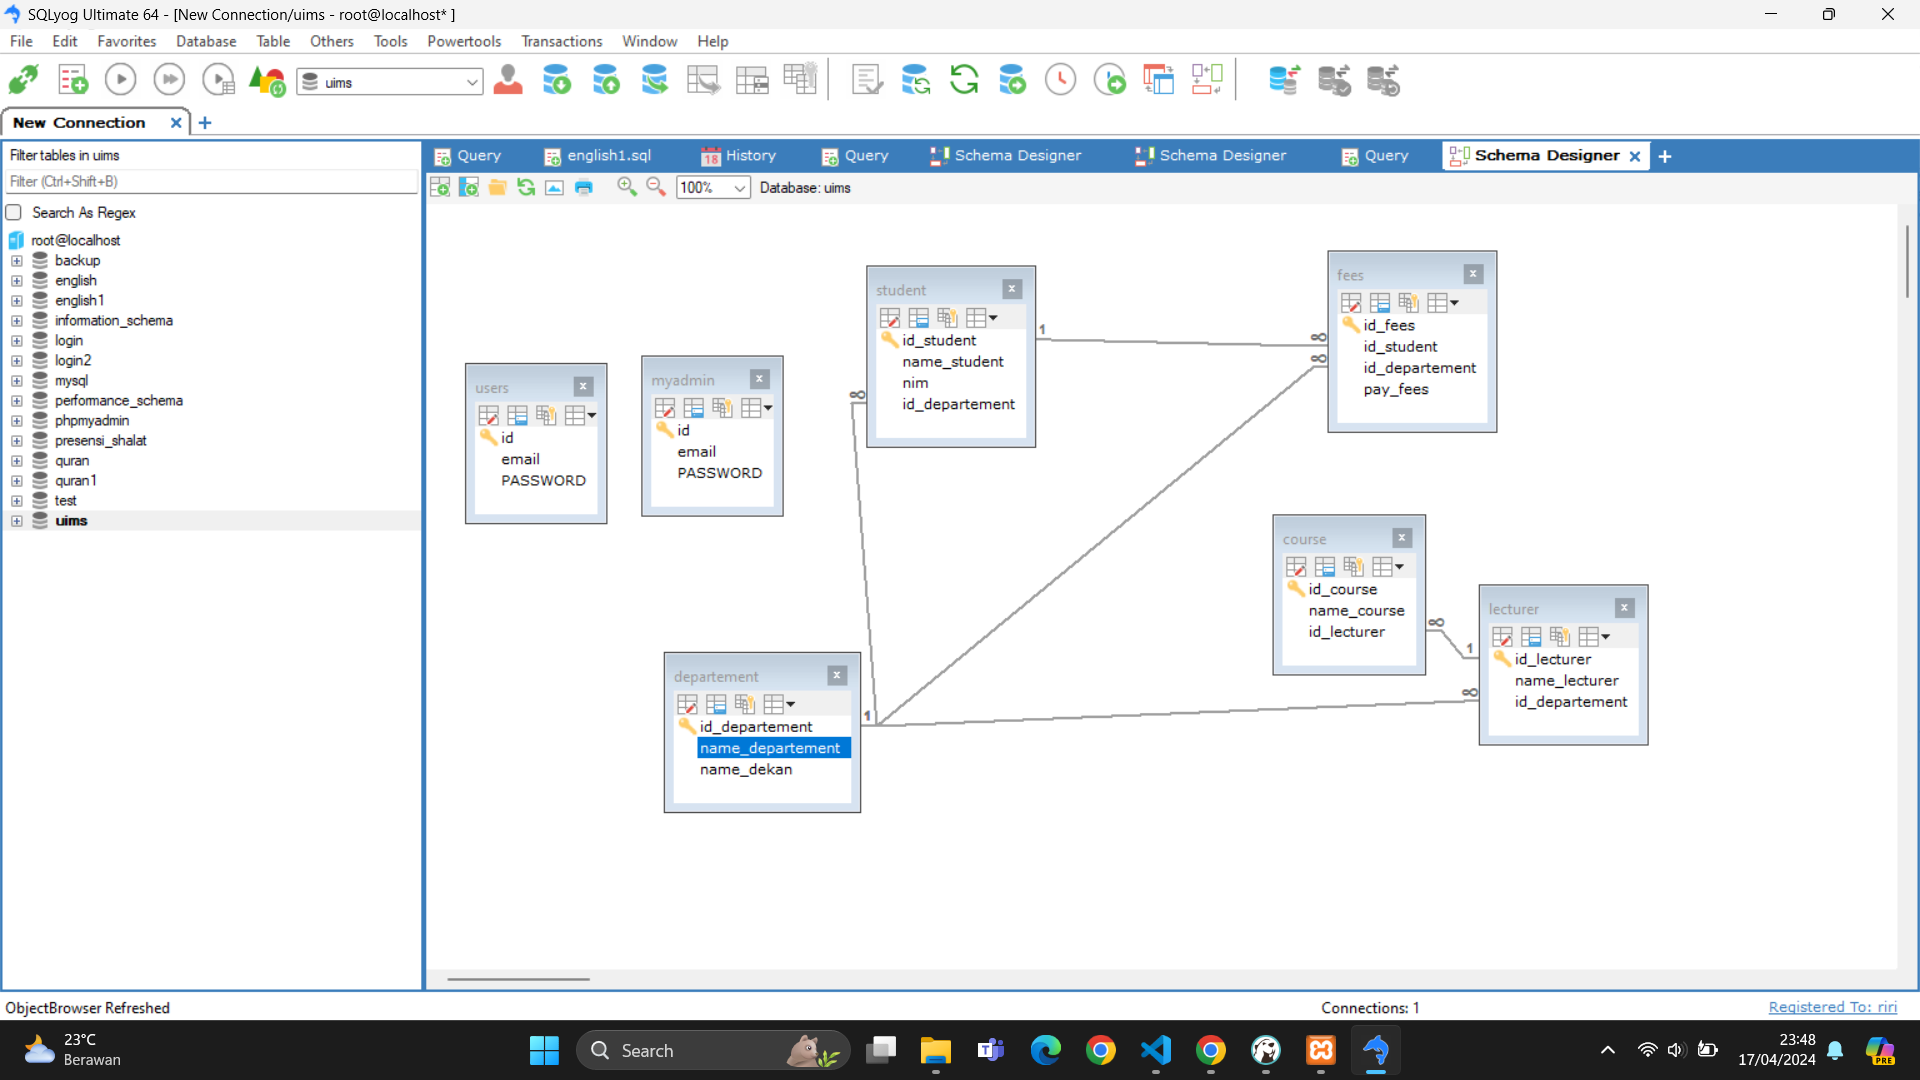 SQLyog Ultimate 64 - [New Connection/uims - root@localhost* ]
File Edit Favorites Database Table Others Tools Powertools Transactions Window Help
uims
New Connection
Filter tables in uims
Filter (Ctrl+Shift+B)
Search As Regex
root@localhost
backup
english
english1
information_schema
login
login2
mysql
performance_schema
phpmyadmin
presensi_shalat
quran
quran1
test
uims
Query english1.sql 18 History Query Schema Designer Schema Designer Query Schema Designer
100% Database: uims
users
id
email
PASSWORD
myadmin
id
email
PASSWORD
student
id_student
name_student
nim
id_departement
1
∞
∞
∞
fees
id_fees
id_student
id_departement
pay_fees
course
id_course
name_course
id_lecturer
∞
1
∞
lecturer
id_lecturer
name_lecturer
id_departement
departement
id_departement
name_departement
name_dekan
1
ObjectBrowser Refreshed
Connections: 1
Registered To: riri
23°C
Berawan
Search
PRE
23:48
17/04/2024